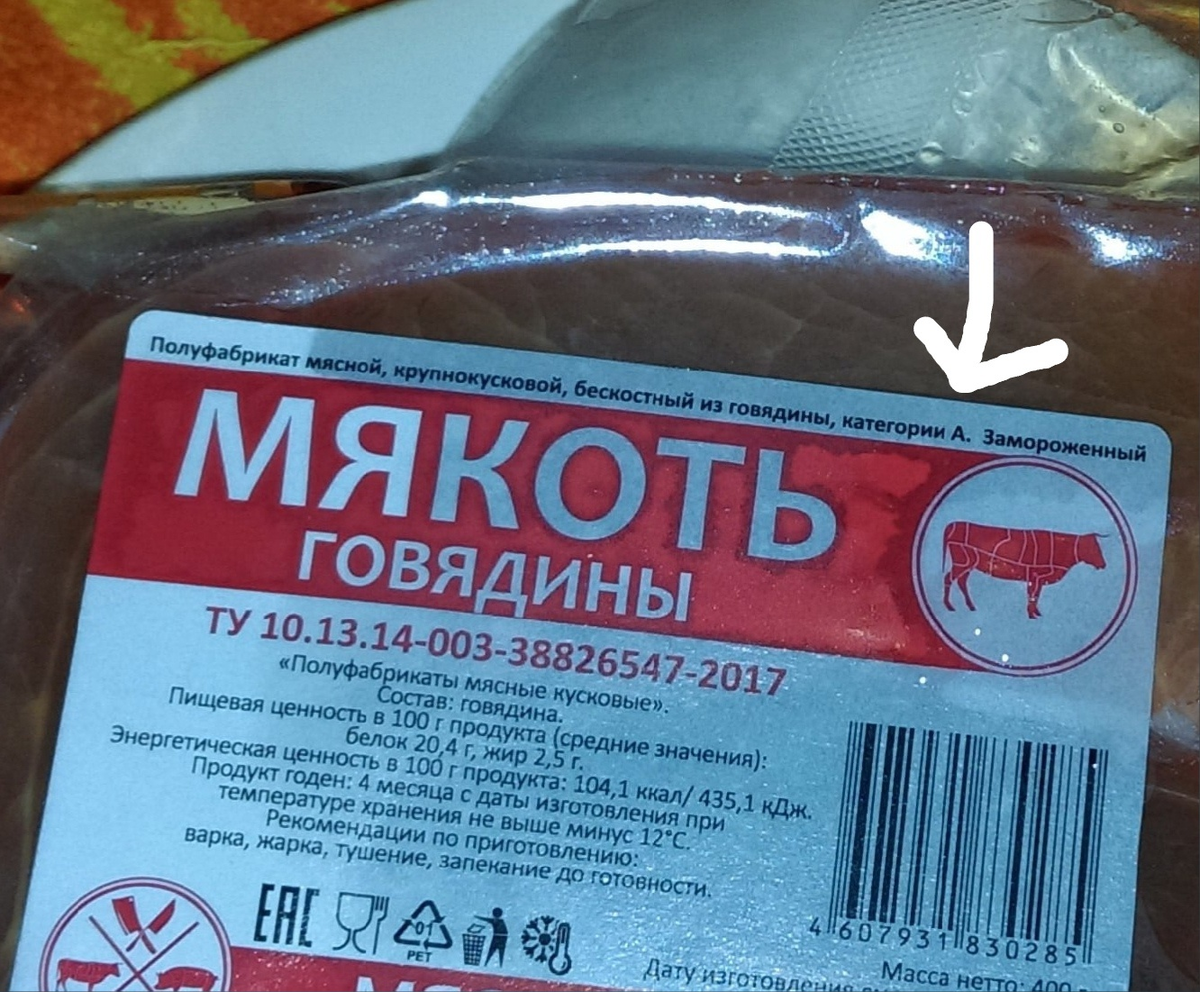 Полуфабрикат мясной, крупнокусковой, бескостный из говядины, категории А. Замороженный
МЯКОТЬ
ГОВЯДИНЫ
ТУ 10.13.14-003-38826547-2017
«Полуфабрикаты мясные кусковые».
Состав: говядина.
Пищевая ценность в 100 г продукта (средние значения):
белок 20,4 г, жир 2,5 г.
Энергетическая ценность в 100 г продукта: 104,1 ккал/ 435,1 кДж.
Продукт годен: 4 месяца с даты изготовления при
температуре хранения не выше минус 12°С.
Рекомендации по приготовлению:
варка, жарка, тушение, запекание до готовности.
4 607931 830285
EAC
01
PET
Масса нетто: 400
Дату изготовления